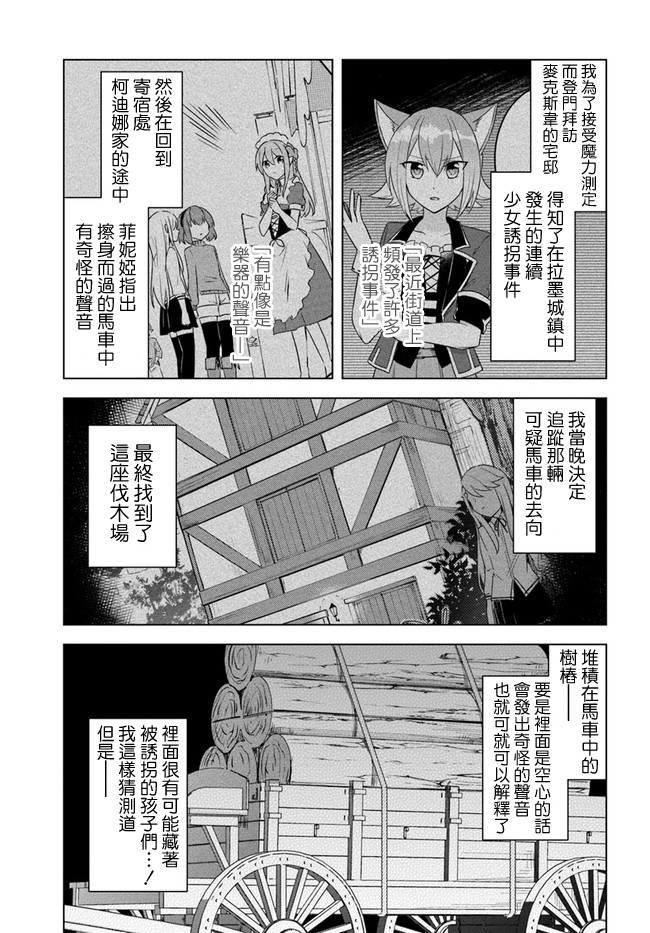 我為了接受魔力測定
而登門拜訪
麥克斯韋的宅邸
得知了在拉墨城鎮中
發生的連續
少女誘拐事件
「最近街道上
頻發了許多
誘拐事件」
然後在回到
寄宿處
柯迪娜家的途中
「有點像是
樂器的聲音—」
菲妮婭指出
擦身而過的馬車中
有奇怪的聲音
我當晚決定
追蹤那輛
可疑馬車的去向
最終找到了
這座伐木場
堆積在馬車中的
樹樁——
要是裡面是空心的話
會發出奇怪的聲音
也就可以解釋了
裡面很有可能藏著
被誘拐的孩子們…！
我這樣猜測道
但是——